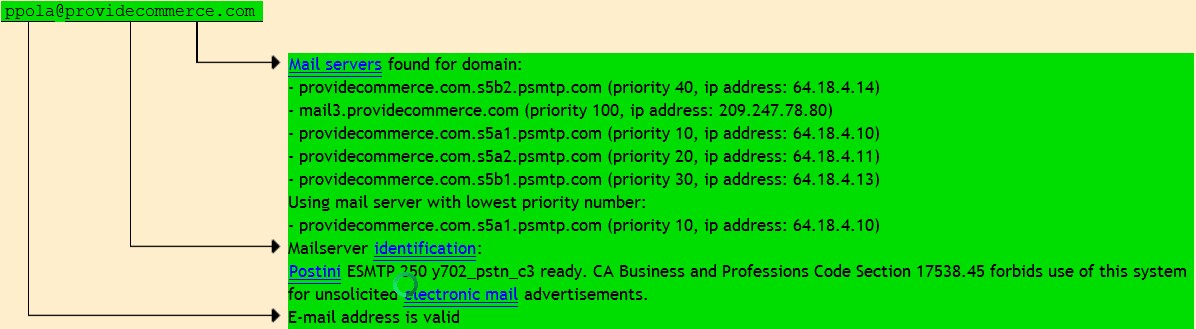 ppola@providecommerce.com
Mail servers found for domain:
- providecommerce.com.s5b2.psmtp.com (priority 40, ip address: 64.18.4.14)
- mail3.providecommerce.com (priority 100, ip address: 209.247.78.80)
- providecommerce.com.s5a1.psmtp.com (priority 10, ip address: 64.18.4.10)
- providecommerce.com.s5a2.psmtp.com (priority 20, ip address: 64.18.4.11)
- providecommerce.com.s5b1.psmtp.com (priority 30, ip address: 64.18.4.13)
Using mail server with lowest priority number:
- providecommerce.com.s5a1.psmtp.com (priority 10, ip address: 64.18.4.10)
Mailserver identification:
Postini ESMTP 250 y702_pstn_c3 ready. CA Business and Professions Code Section 17538.45 forbids use of this system
for unsolicited electronic mail advertisements.
E-mail address is valid